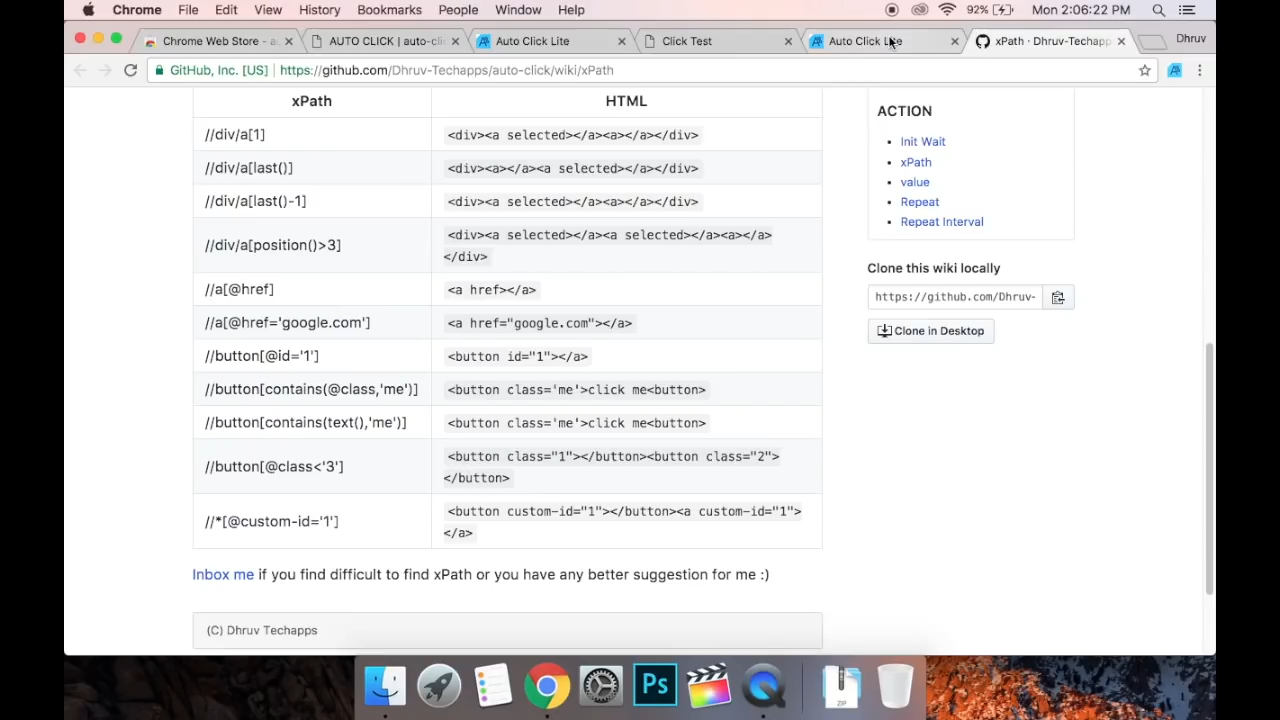 Chrome File Edit View History Bookmarks People Window Help 92% Mon 2:06:22 PM
Chrome Web Store - a AUTO CLICK | auto-cli Auto Click Lite Click Test Auto Click Lite xPath · Dhruv-Techapp Dhruv
GitHub, Inc. [US] https://github.com/Dhruv-Techapps/auto-click/wiki/xPath
xPath HTML
//div/a[1] <div><a selected></a><a></a></div>
//div/a[last()] <div><a></a><a selected></a></div>
//div/a[last()-1] <div><a selected></a><a></a></div>
//div/a[position()>3] <div><a selected></a><a selected></a><a></a>
</div>
//a[@href] <a href></a>
//a[@href='google.com'] <a href="google.com"></a>
//button[@id='1'] <button id="1"></a>
//button[contains(@class,'me')] <button class='me'>click me<button>
//button[contains(text(),'me')] <button class='me'>click me<button>
//button[@class<'3'] <button class="1"></button><button class="2">
</button>
//*[@custom-id='1'] <button custom-id="1"></button><a custom-id="1">
</a>
Inbox me if you find difficult to find xPath or you have any better suggestion for me :)
(C) Dhruv Techapps
ACTION
Init Wait
xPath
value
Repeat
Repeat Interval
Clone this wiki locally
https://github.com/Dhruv-
Clone in Desktop
Ps
ZIP